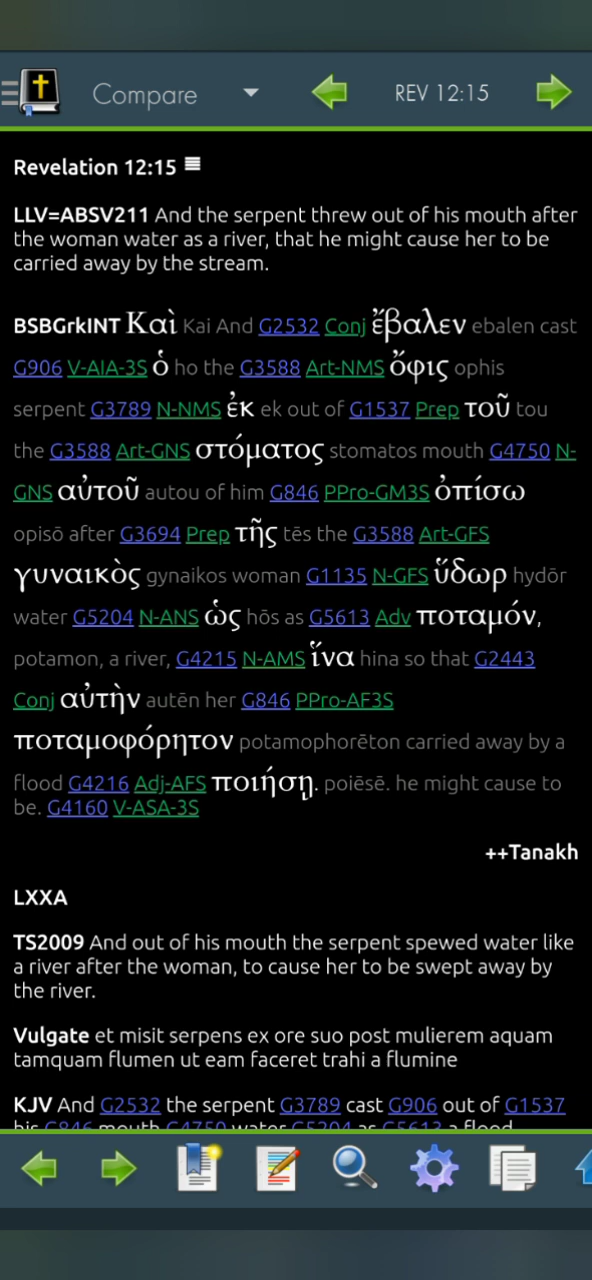 Compare
REV 12:15
Revelation 12:15
LLV=ABSV211 And the serpent threw out of his mouth after
the woman water as a river, that he might cause her to be
carried away by the stream.
BSBGrkINT Καὶ Kai And G2532 Conj ἔβαλεν ebalen cast
G906 V-AIA-3S ὁ ho the G3588 Art-NMS ὄφις ophis
serpent G3789 N-NMS ἐκ ek out of G1537 Prep τοῦ tou
the G3588 Art-GNS στόματος stomatos mouth G4750 N-
GNS αὐτοῦ autou of him G846 PPro-GM3S ὀπίσω
opisō after G3694 Prep τῆς tēs the G3588 Art-GFS
γυναικὸς gynaikos woman G1135 N-GFS ὕδωρ hydōr
water G5204 N-ANS ὡς hōs as G5613 Adv ποταμόν,
potamon, a river, G4215 N-AMS ἵνα hina so that G2443
Conj αὐτὴν autēn her G846 PPro-AF3S
ποταμοφόρητον potamophorēton carried away by a
flood G4216 Adj-AFS ποιήσῃ. poiēsē. he might cause to
be. G4160 V-ASA-3S
++Tanakh
LXXA
TS2009 And out of his mouth the serpent spewed water like
a river after the woman, to cause her to be swept away by
the river.
Vulgate et misit serpens ex ore suo post mulierem aquam
tamquam flumen ut eam faceret trahi a flumine
KJV And G2532 the serpent G3789 cast G906 out of G1537
his G846 mouth G4750 water G5204 as G5613 a flood